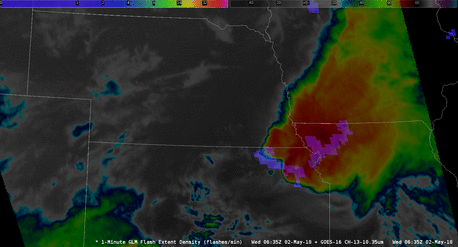 * 1-Minute GLM Flash Extent Density (flashes/min) Wed 06:35Z 02-May-18 + GOES-16 CH-13-10.35um Wed 06:35Z 02-May-18